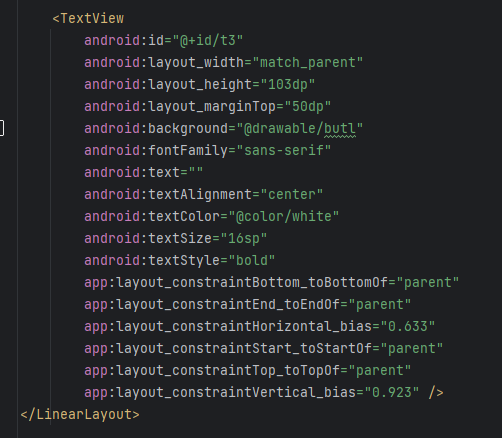 <TextView
android:id="@+id/t3"
android:layout_width="match_parent"
android:layout_height="103dp"
android:layout_marginTop="50dp"
android:background="@drawable/butl"
android:fontFamily="sans-serif"
android:text=""
android:textAlignment="center"
android:textColor="@color/white"
android:textSize="16sp"
android:textStyle="bold"
app:layout_constraintBottom_toBottomOf="parent"
app:layout_constraintEnd_toEndOf="parent"
app:layout_constraintHorizontal_bias="0.633"
app:layout_constraintStart_toStartOf="parent"
app:layout_constraintTop_toTopOf="parent"
app:layout_constraintVertical_bias="0.923" />
</LinearLayout>